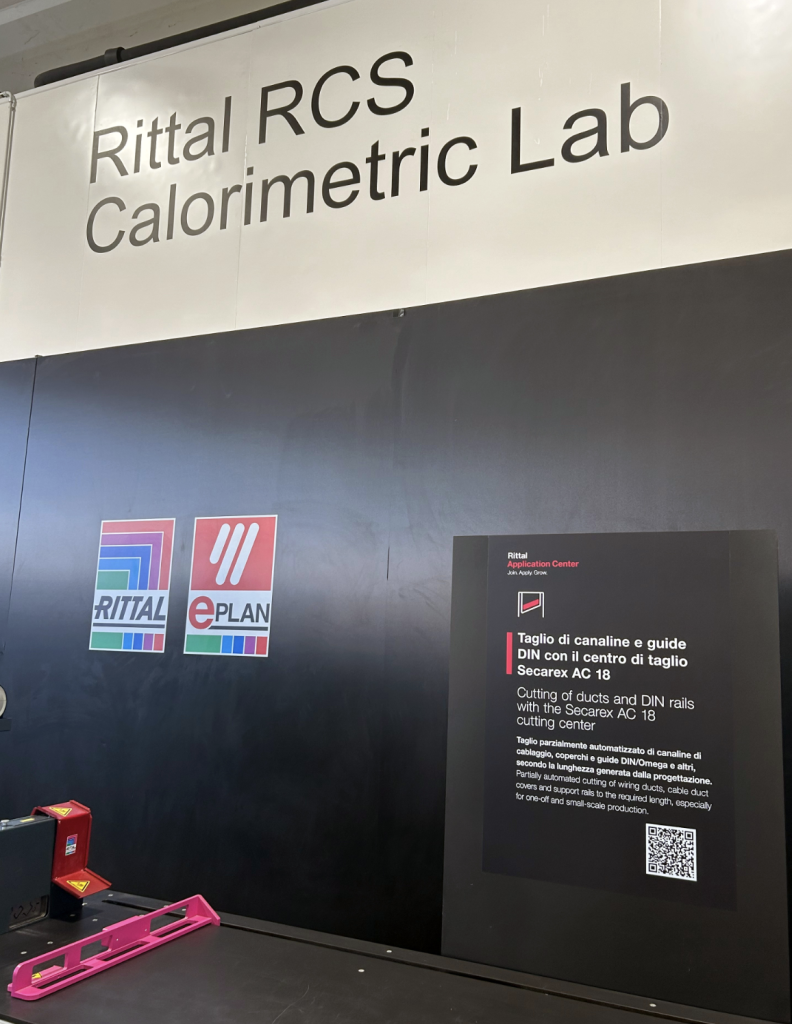 Rittal RCS
Calorimetric Lab
RITTAL
ePLAN
Rittal
Application Center
Join. Apply. Grow.
Taglio di canaline e guide
DIN con il centro di taglio
Secarex AC 18
Cutting of ducts and DIN rails
with the Secarex AC 18
cutting center
Taglio parzialmente automatizzato di canaline di
cablaggio, coperchi e guide DIN/Omega e altri,
secondo la lunghezza generata dalla progettazione.
Partially automated cutting of wiring ducts, cable duct
covers and support rails to the required length, especially
for one-off and small-scale production.